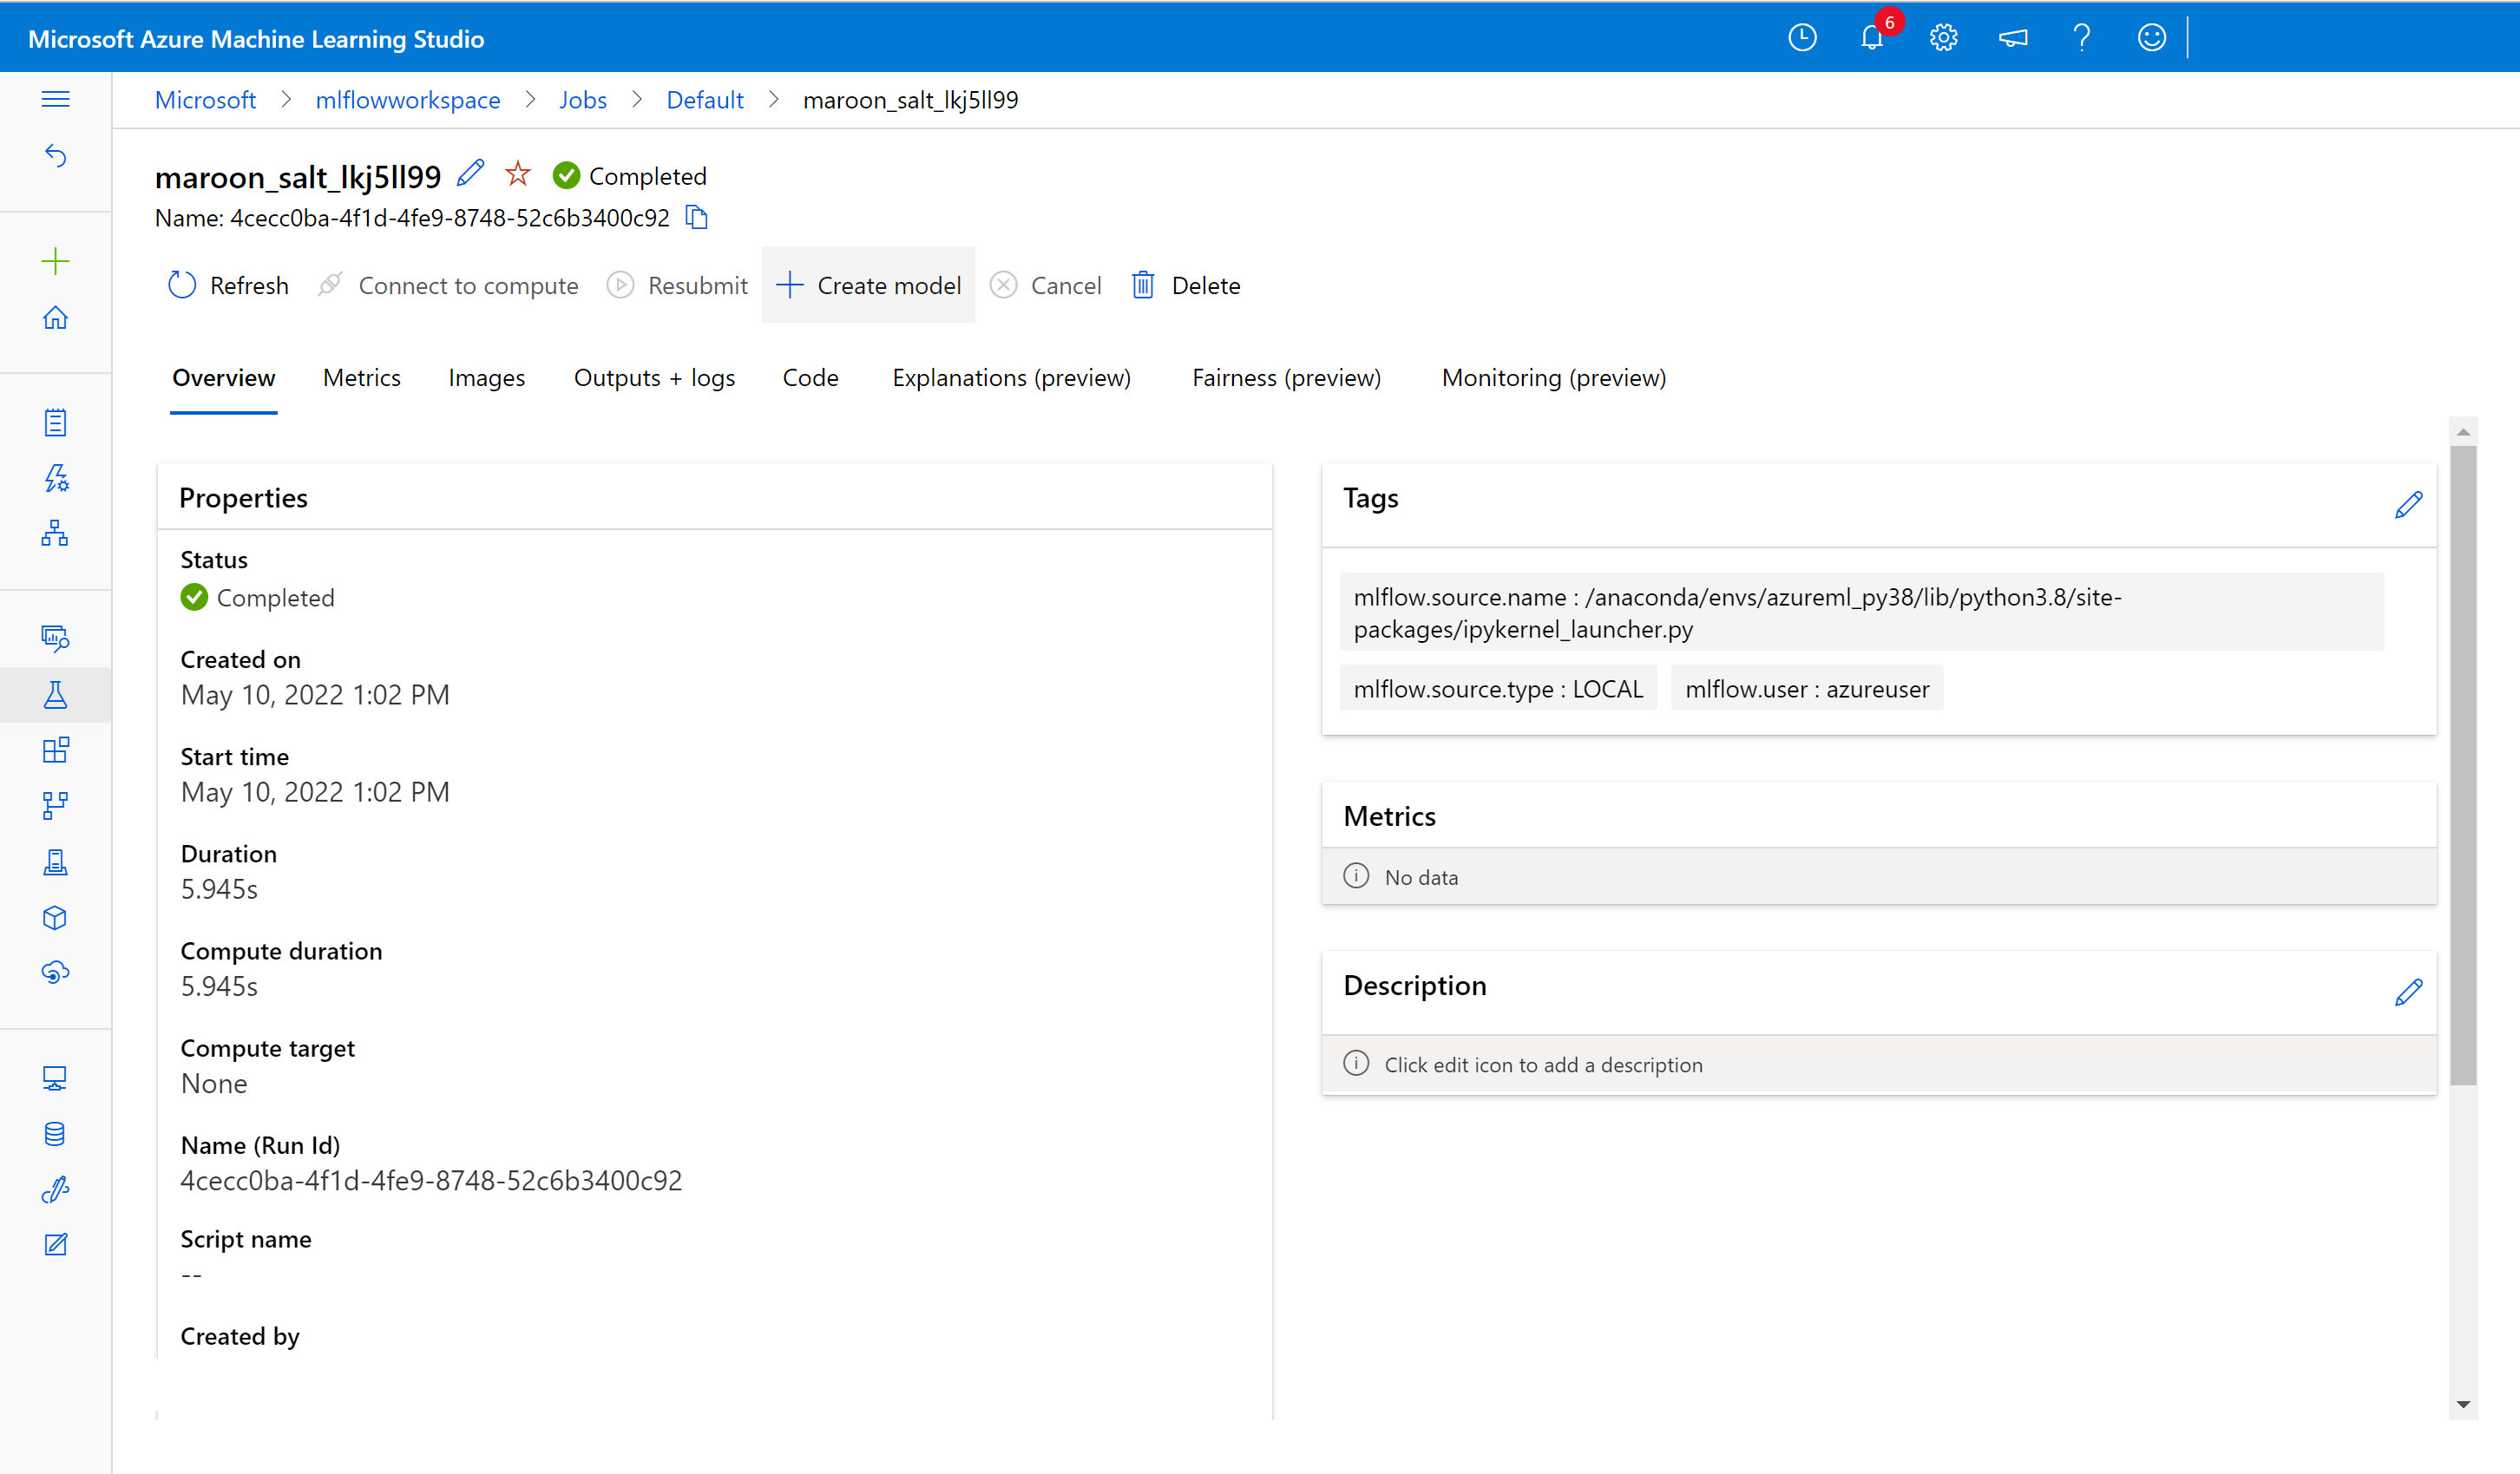 Microsoft Azure Machine Learning Studio
6
Microsoft > mlflowworkspace > Jobs > Default > maroon_salt_lkj5ll99
maroon_salt_lkj5ll99 Completed
Name: 4cecc0ba-4f1d-4fe9-8748-52c6b3400c92
Refresh Connect to compute Resubmit Create model Cancel Delete
Overview Metrics Images Outputs + logs Code Explanations (preview) Fairness (preview) Monitoring (preview)
Properties
Status
Completed
Created on
May 10, 2022 1:02 PM
Start time
May 10, 2022 1:02 PM
Duration
5.945s
Compute duration
5.945s
Compute target
None
Name (Run Id)
4cecc0ba-4f1d-4fe9-8748-52c6b3400c92
Script name
--
Created by
Tags
mlflow.source.name : /anaconda/envs/azureml_py38/lib/python3.8/site-
packages/ipykernel_launcher.py
mlflow.source.type : LOCAL mlflow.user : azureuser
Metrics
No data
Description
Click edit icon to add a description